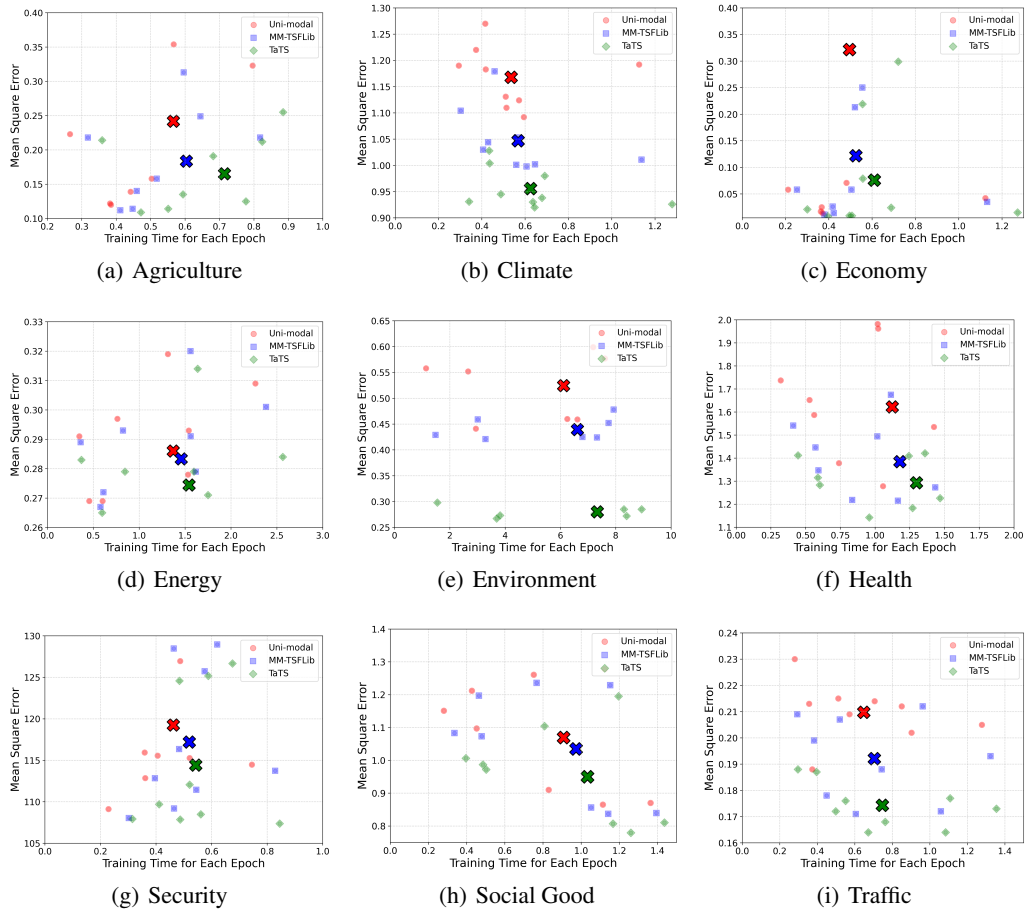 0.40
0.35
0.30
0.25
0.20
0.15
0.10
Mean Square Error
0.2 0.3 0.4 0.5 0.6 0.7 0.8 0.9 1.0
Training Time for Each Epoch
Uni-modal
MM-TSFLib
TaTS
(a) Agriculture
1.30
1.25
1.20
1.15
1.10
1.05
1.00
0.95
0.90
Mean Square Error
0.0 0.2 0.4 0.6 0.8 1.0 1.2
Training Time for Each Epoch
Uni-modal
MM-TSFLib
TaTS
(b) Climate
0.40
0.35
0.30
0.25
0.20
0.15
0.10
0.05
Mean Square Error
0.0 0.2 0.4 0.6 0.8 1.0 1.2
Training Time for Each Epoch
Uni-modal
MM-TSFLib
TaTS
(c) Economy
0.33
0.32
0.31
0.30
0.29
0.28
0.27
0.26
Mean Square Error
0.0 0.5 1.0 1.5 2.0 2.5 3.0
Training Time for Each Epoch
Uni-modal
MM-TSFLib
TaTS
(d) Energy
0.65
0.60
0.55
0.50
0.45
0.40
0.35
0.30
0.25
Mean Square Error
0 2 4 6 8 10
Training Time for Each Epoch
Uni-modal
MM-TSFLib
TaTS
(e) Environment
2.0
1.9
1.8
1.7
1.6
1.5
1.4
1.3
1.2
1.1
Mean Square Error
0.00 0.25 0.50 0.75 1.00 1.25 1.50 1.75 2.00
Training Time for Each Epoch
Uni-modal
MM-TSFLib
TaTS
(f) Health
130
125
120
115
110
105
Mean Square Error
0.0 0.2 0.4 0.6 0.8 1.0
Training Time for Each Epoch
Uni-modal
MM-TSFLib
TaTS
(g) Security
1.4
1.3
1.2
1.1
1.0
0.9
0.8
Mean Square Error
0.0 0.2 0.4 0.6 0.8 1.0 1.2 1.4
Training Time for Each Epoch
Uni-modal
MM-TSFLib
TaTS
(h) Social Good
0.24
0.23
0.22
0.21
0.20
0.19
0.18
0.17
0.16
Mean Square Error
0.0 0.2 0.4 0.6 0.8 1.0 1.2 1.4
Training Time for Each Epoch
Uni-modal
MM-TSFLib
TaTS
(i) Traffic